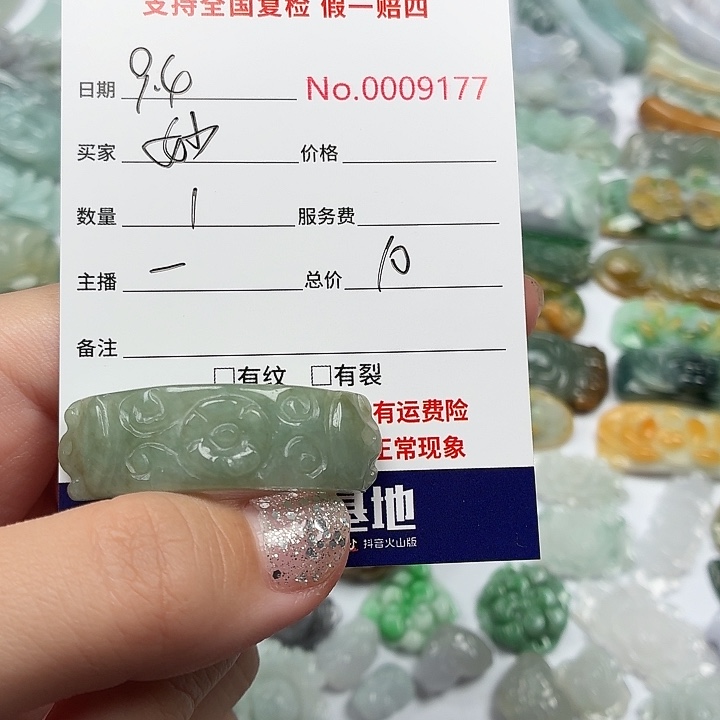 支持全国复检 假一赔四
日期 9.6 No.0009177
买家 妙 价格
数量 1 服务费
主播 一 总价 10
备注
□有纹 □有裂
有运费险
正常现象
基地
抖音火山版